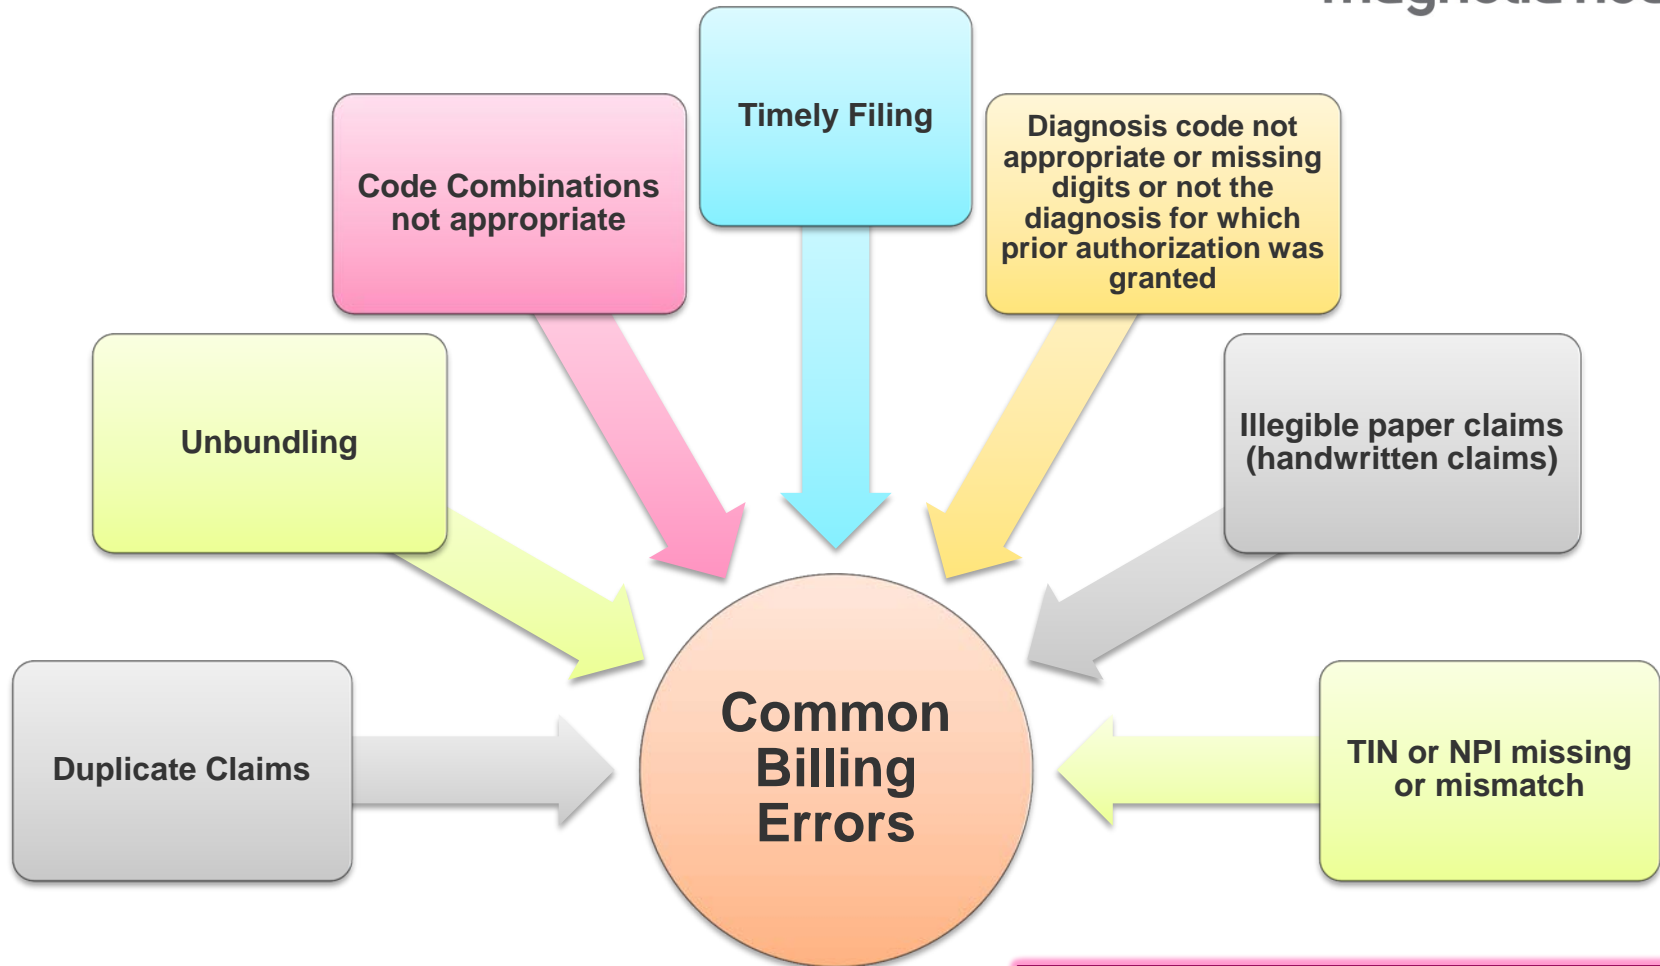 Timely Filing
Code Combinations
not appropriate
Diagnosis code not
appropriate or missing
digits or not the
diagnosis for which
prior authorization was
granted
Unbundling
Illegible paper claims
(handwritten claims)
Duplicate Claims
Common
Billing
Errors
TIN or NPI missing
or mismatch